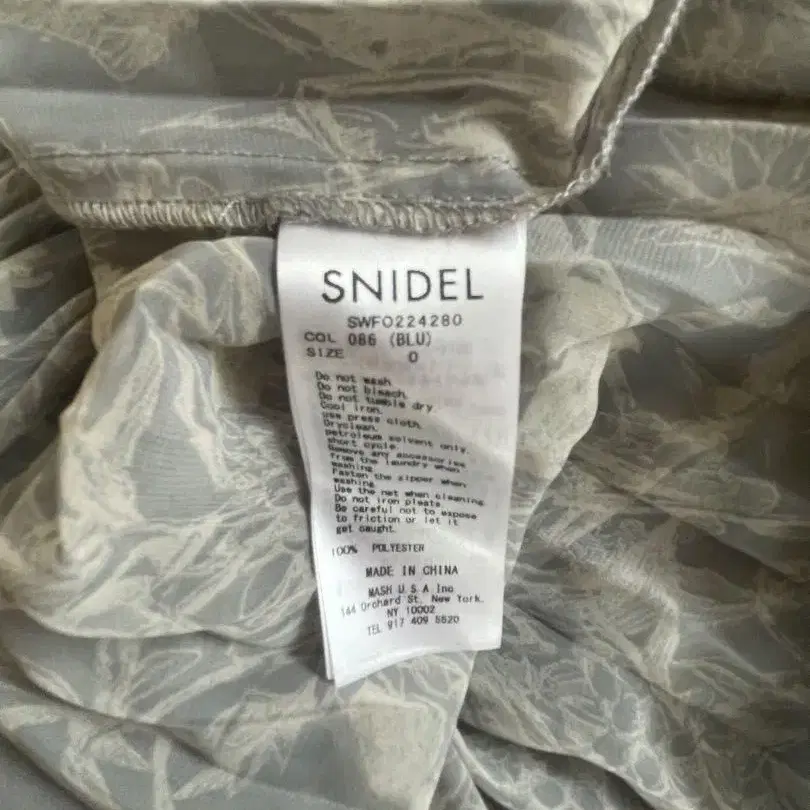 SNIDEL
SWFO224280
COL 086 (BLU)
SIZE 0
Do not wash
Do not bleach.
Do not tumble dry.
Cool iron.
use press cloth.
Dryclean.
petroleum solvent only.
short cycle.
Remove any accessories
from the laundry when
washing.
Fasten the zipper when
washing.
Use the net when cleaning.
Do not iron pleats.
Be careful not to expose
to friction or let it
get caught.
100% POLYESTER
MADE IN CHINA
MASH U S A Inc
144 Orchard St. New York.
NY 10002
TEL 917 409 5520